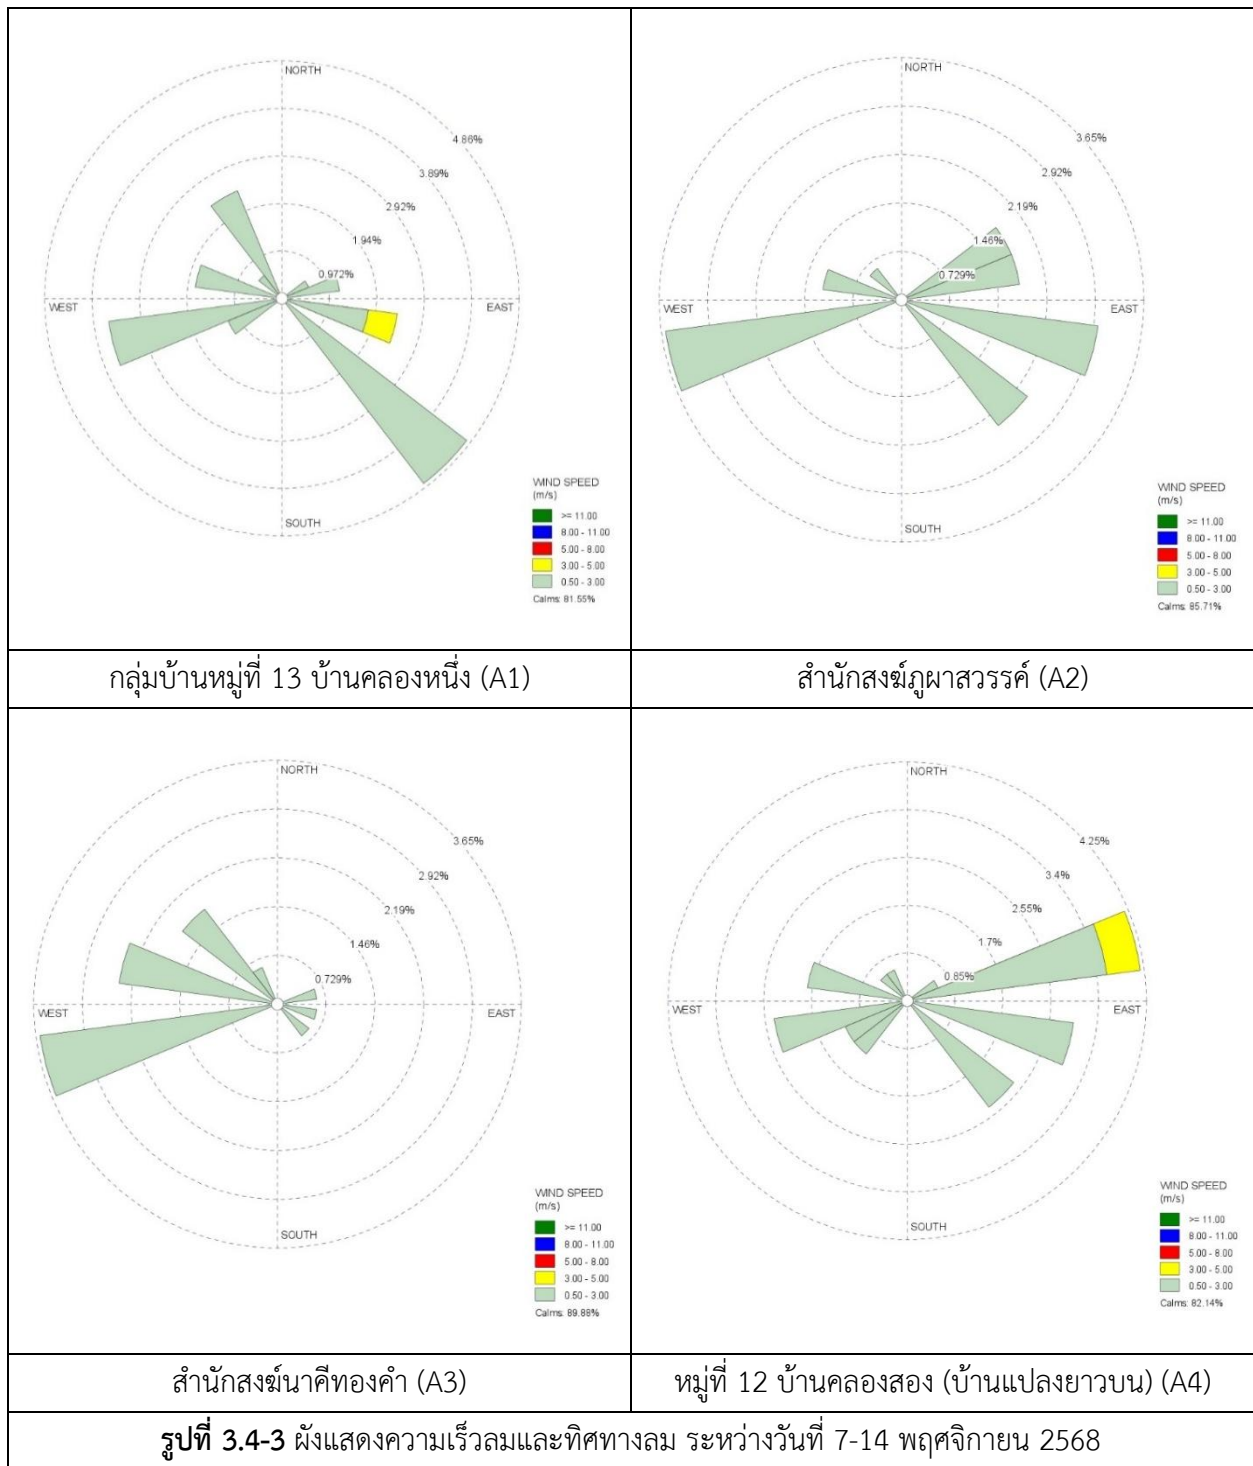 NORTH
4.86%
3.89%
2.92%
1.94%
0.972%
WEST
EAST
SOUTH
WIND SPEED
(m/s)
>= 11.00
8.00 - 11.00
5.00 - 8.00
3.00 - 5.00
0.50 - 3.00
Calms: 81.55%
กลุ่มบ้านหมู่ที่ 13 บ้านคลองหนึ่ง (A1)
NORTH
3.65%
2.92%
2.19%
1.46%
0.729%
WEST
EAST
SOUTH
WIND SPEED
(m/s)
>= 11.00
8.00 - 11.00
5.00 - 8.00
3.00 - 5.00
0.50 - 3.00
Calms: 85.71%
สำนักสงฆ์ภูผาสวรรค์ (A2)
NORTH
3.65%
2.92%
2.19%
1.46%
0.729%
WEST
EAST
SOUTH
WIND SPEED
(m/s)
>= 11.00
8.00 - 11.00
5.00 - 8.00
3.00 - 5.00
0.50 - 3.00
Calms: 89.88%
สำนักสงฆ์นาคีทองคำ (A3)
NORTH
4.25%
3.4%
2.55%
1.7%
0.85%
WEST
EAST
SOUTH
WIND SPEED
(m/s)
>= 11.00
8.00 - 11.00
5.00 - 8.00
3.00 - 5.00
0.50 - 3.00
Calms: 82.14%
หมู่ที่ 12 บ้านคลองสอง (บ้านแปลงยาวบน) (A4)
รูปที่ 3.4-3 ผังแสดงความเร็วลมและทิศทางลม ระหว่างวันที่ 7-14 พฤศจิกายน 2568